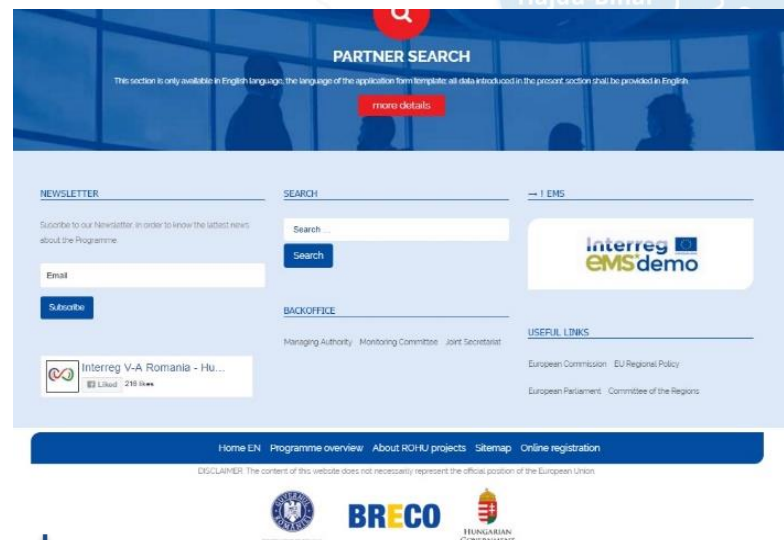 PARTNER SEARCH
This section is only available in English language, the language of the application form template: all data introduced in the present section shall be provided in English.
more details
NEWSLETTER
Suscribe to our Newsletter, in order to know the lattest news
about the Programme
Email
Subscribe
Interreg V-A Romania - Hu...
Liked 216 likes
SEARCH
Search ...
Search
BACKOFFICE
Managing Authority Monitoring Committee Joint Secretariat
→ ! EMS
Interreg
eMS demo
USEFUL LINKS
European Commission EU Regional Policy
European Parliament Committee of the Regions
Home EN Programme overview About ROHU projects Sitemap Online registration
DISCLAIMER: The content of this website does not necessarily represent the official position of the European Union
BRECO
HUNGARIAN
GOVERNMENT